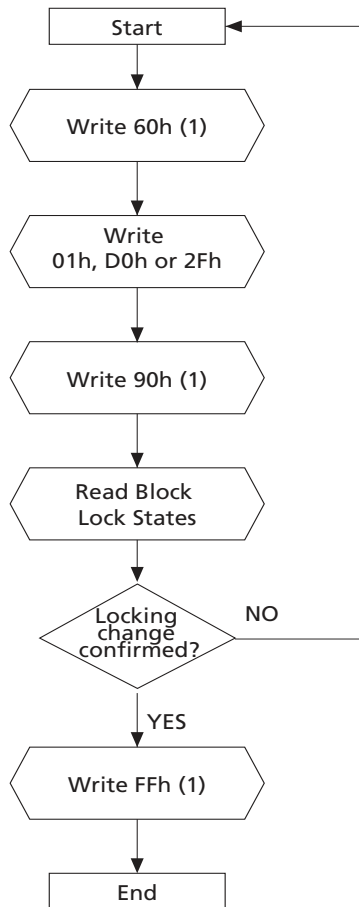 Start
Write 60h (1)
Write
01h, D0h or 2Fh
Write 90h (1)
Read Block
Lock States
Locking
change
confirmed?
NO
YES
Write FFh (1)
End